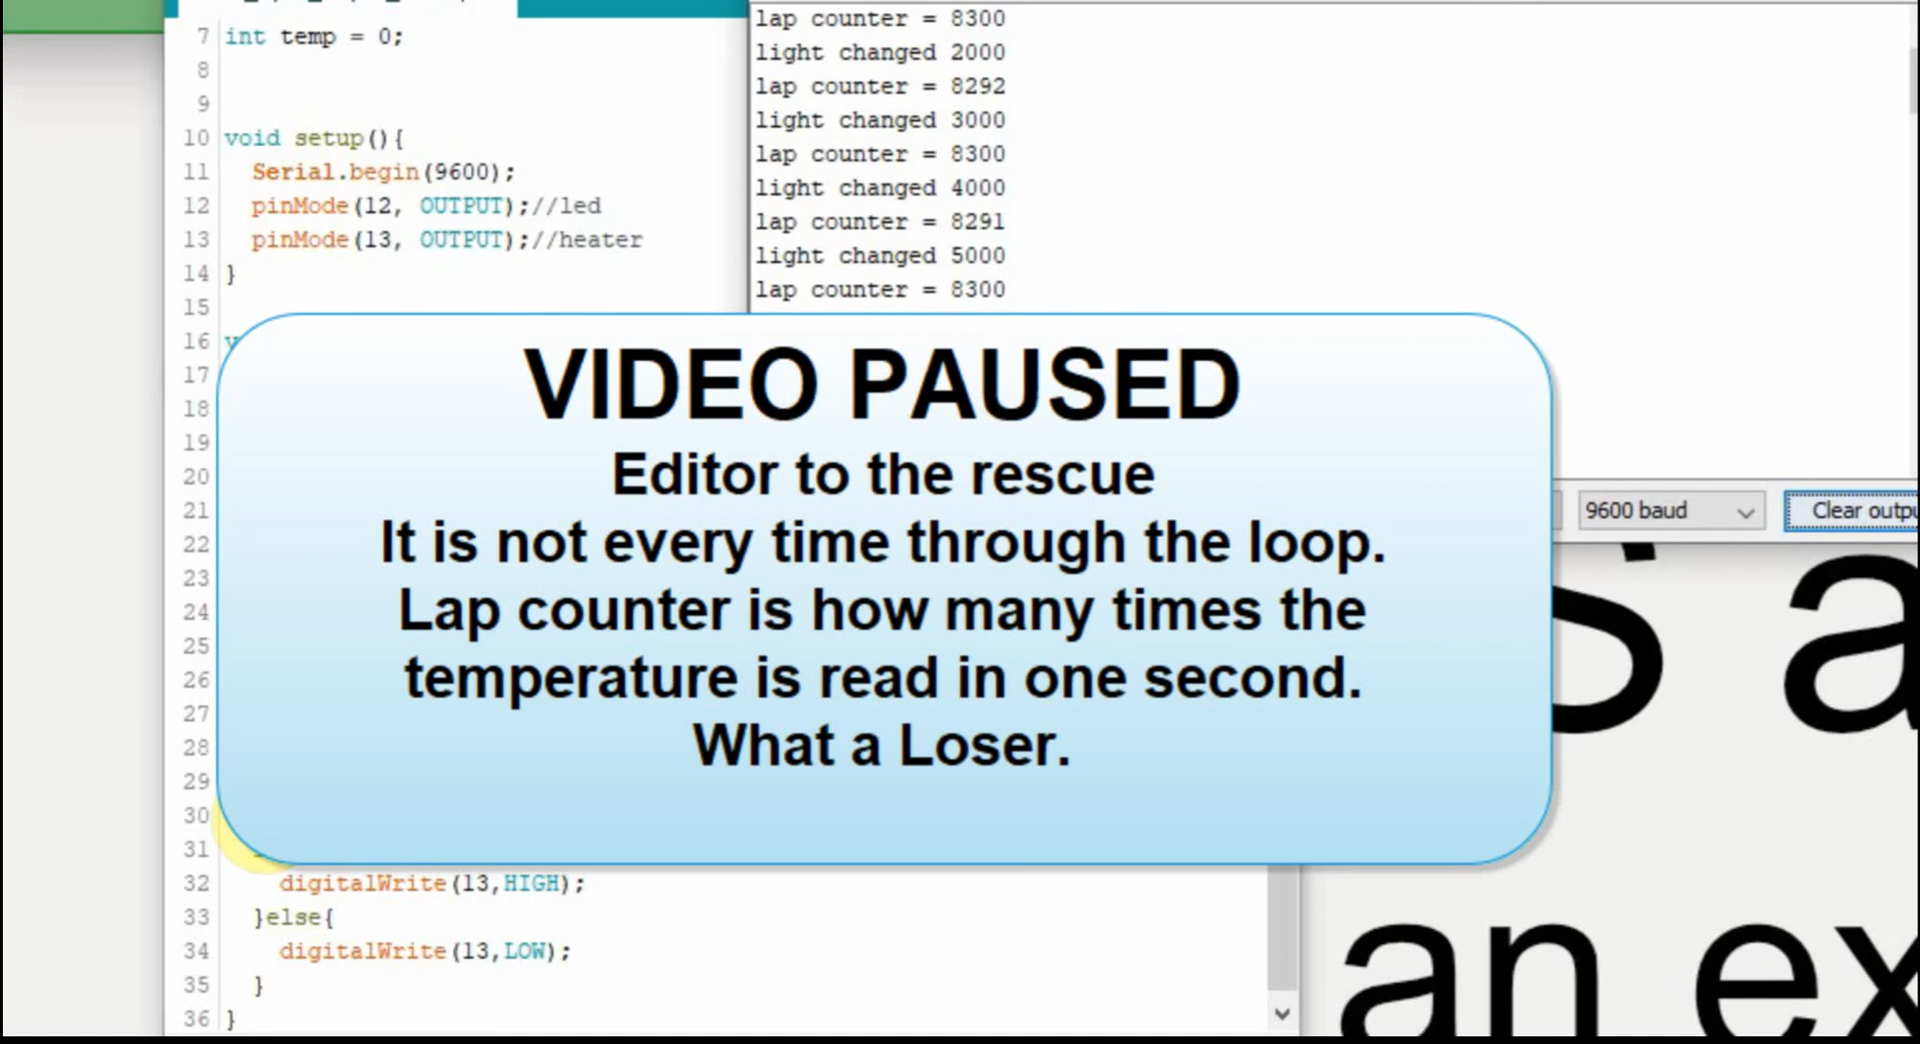 7 int temp = 0;
8
9
10 void setup(){
11 Serial.begin(9600);
12 pinMode(12, OUTPUT);//led
13 pinMode(13, OUTPUT);//heater
14 }
15
16
17
18
19
20
21
22
23
24
25
26
27
28
29
30
31
32 digitalWrite(13,HIGH);
33 }else{
34 digitalWrite(13,LOW);
35 }
36 }
lap counter = 8300
light changed 2000
lap counter = 8292
light changed 3000
lap counter = 8300
light changed 4000
lap counter = 8291
light changed 5000
lap counter = 8300
VIDEO PAUSED
Editor to the rescue
It is not every time through the loop.
Lap counter is how many times the
temperature is read in one second.
What a Loser.
9600 baud
Clear outpu
s a
an ex